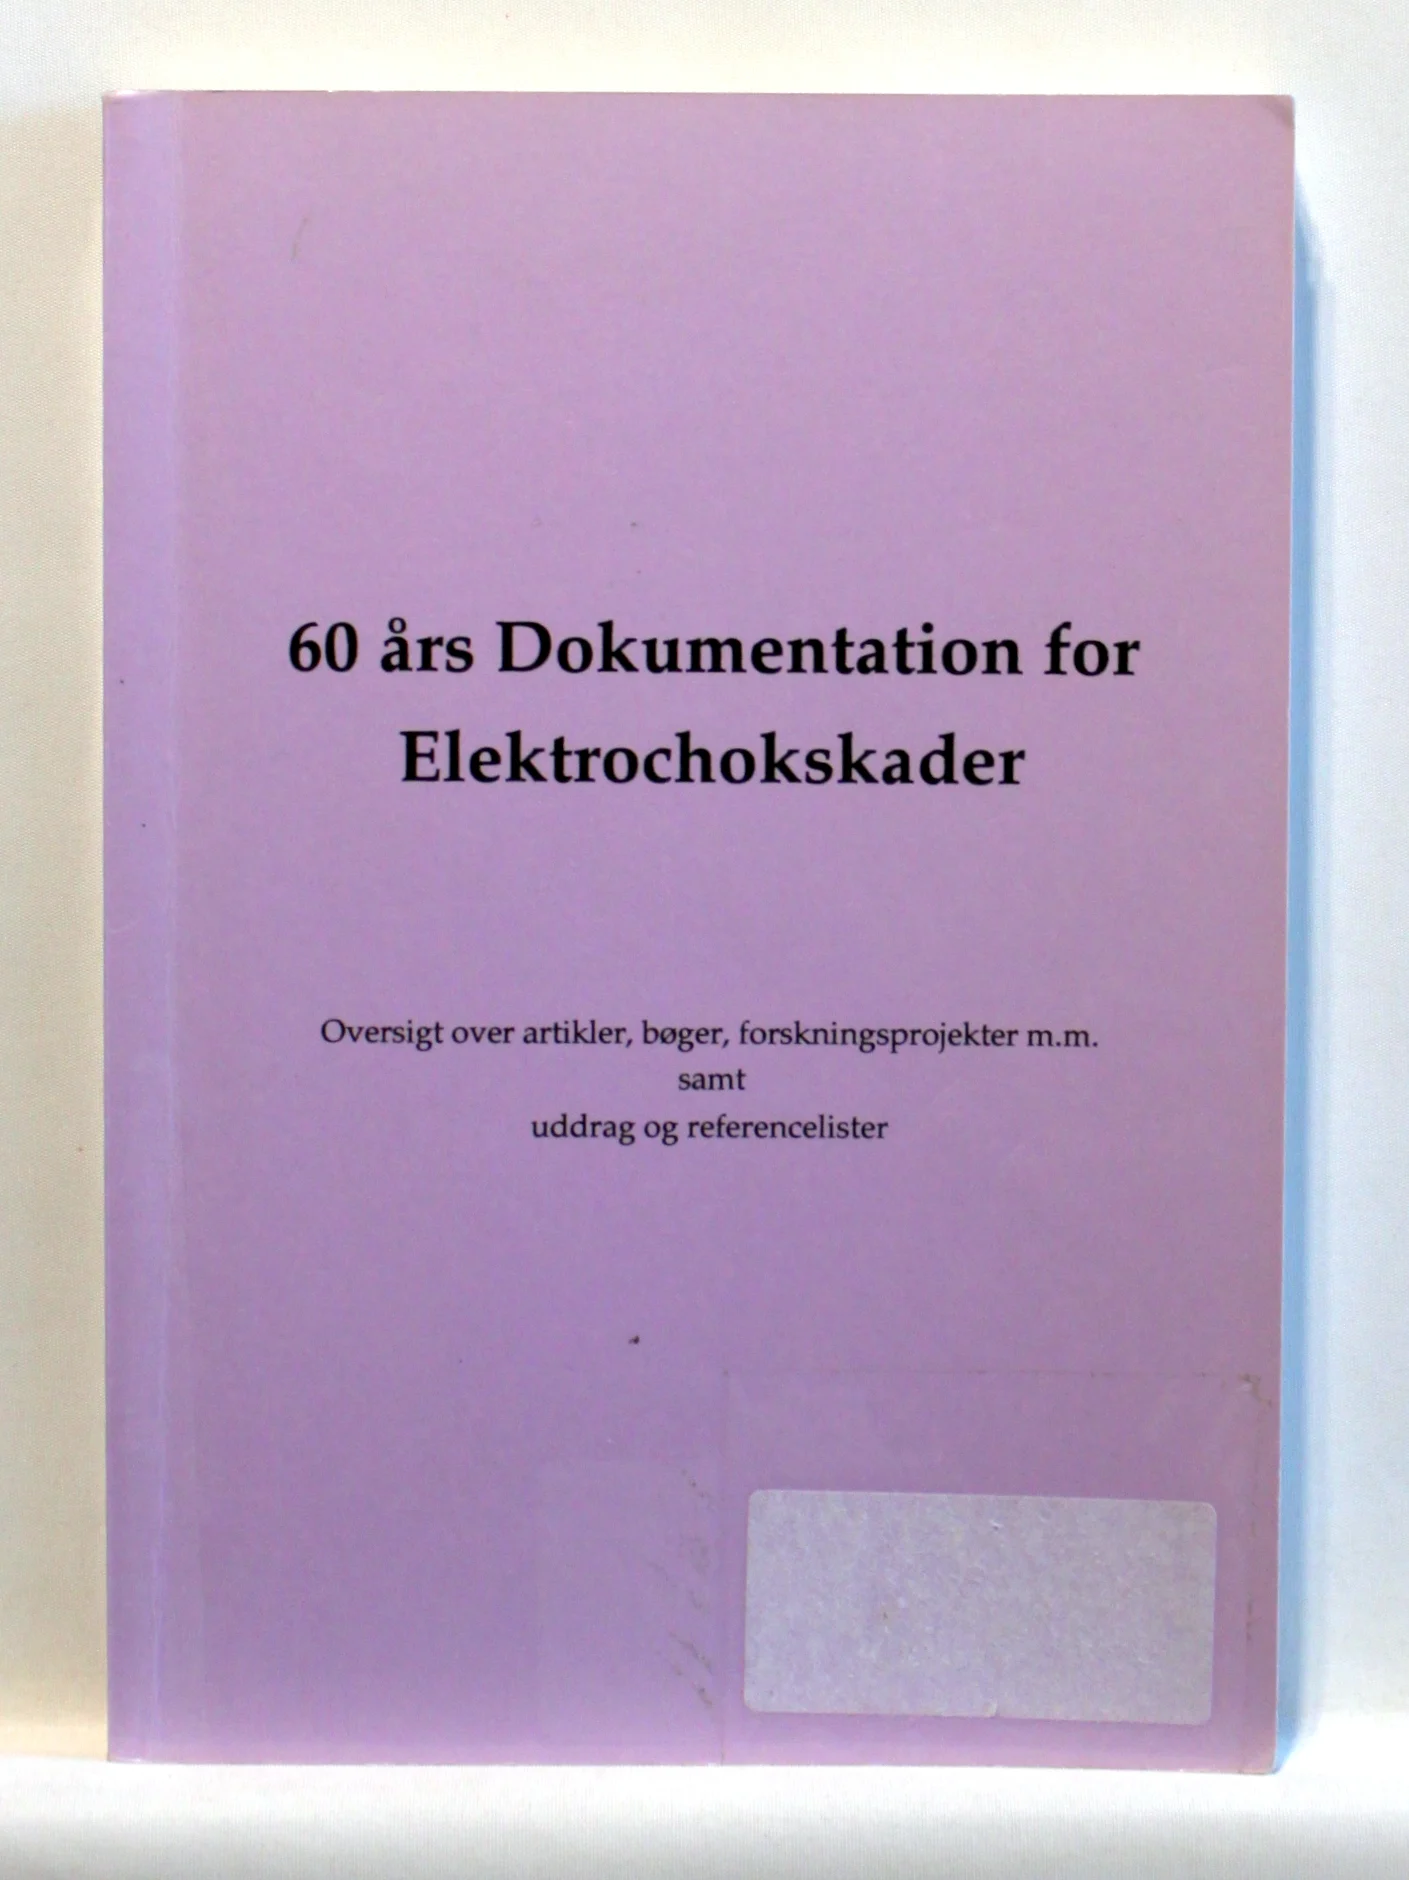 60 års Dokumentation for
Elektrochokskader
Oversigt over artikler, bøger, forskningsprojekter m.m.
samt
uddrag og referencelister